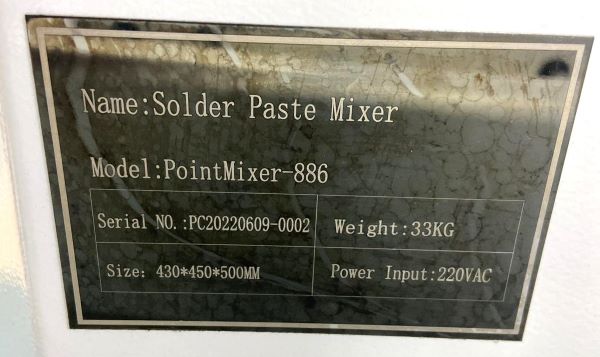 Name:Solder Paste Mixer
Model:PointMixer-886
Serial NO.:PC20220609-0002 Weight:33KG
Size: 430*450*500MM Power Input:220VAC